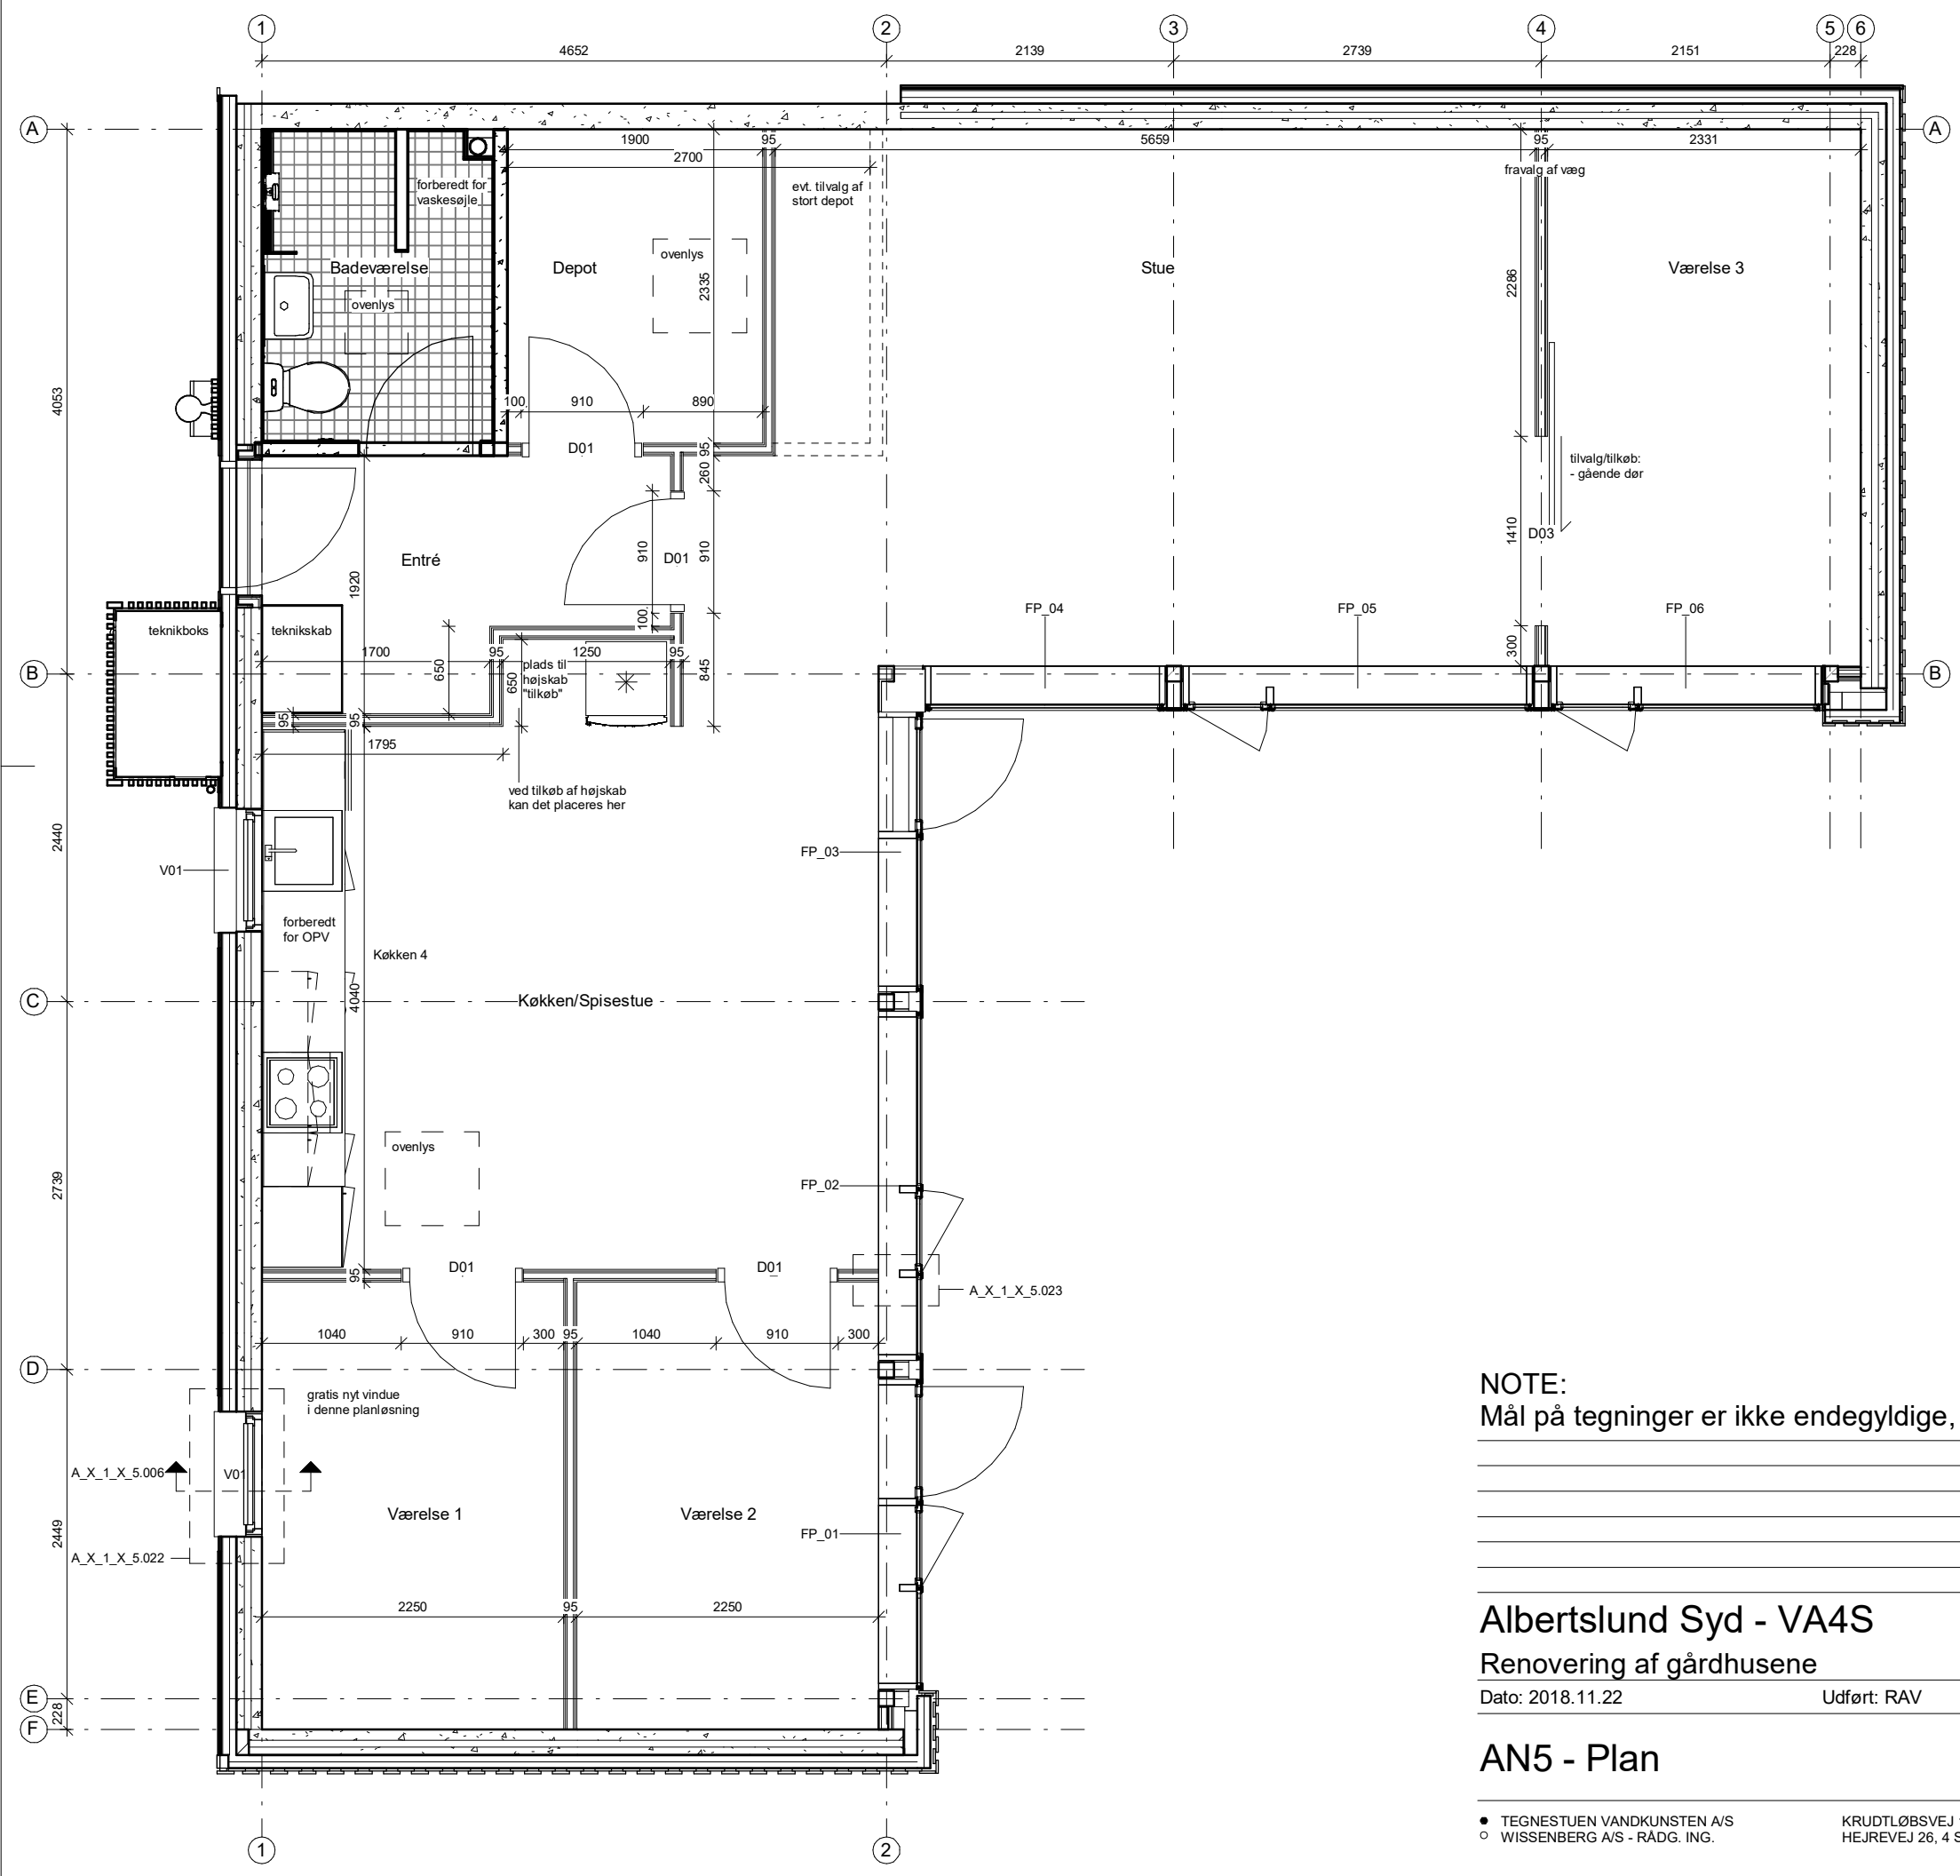 1
2
3
4
5
6
4652
2139
2739
2151
228
A
A
1900
95
5659
95
2331
2700
fravalg af væg
forberedt for
vaskesøjle
evt. tilvalg af
stort depot
ovenlys
Badeværelse
Depot
Stue
Værelse 3
2335
2286
ovenlys
4053
100
910
890
D01
95
260
tilvalg/tilkøb:
- gående dør
1410
D03
910
D01
910
Entré
1920
100
FP_04
FP_05
FP_06
teknikboks
teknikskab
300
1700
95
1250
95
plads til
højskab
"tilkøb"
650
650
845
B
B
95
95
1795
ved tilkøb af højskab
kan det placeres her
2440
V01
FP_03
forberedt
for OPV
Køkken 4
4040
C
Køkken/Spisestue
ovenlys
2739
FP_02
D01
D01
95
A_X_1_X_5.023
1040
910
300
95
1040
910
300
D
gratis nyt vindue
i denne planløsning
A_X_1_X_5.006
V01
Værelse 1
Værelse 2
FP_01
2449
A_X_1_X_5.022
2250
95
2250
E
228
F
1
2
NOTE:
Mål på tegninger er ikke endegyldige,
Albertslund Syd - VA4S
Renovering af gårdhusene
Dato: 2018.11.22 Udført: RAV
AN5 - Plan
TEGNESTUEN VANDKUNSTEN A/S KRUDTLØBSVEJ
WISSENBERG A/S - RÅDG. ING. HEJREVEJ 26, 4